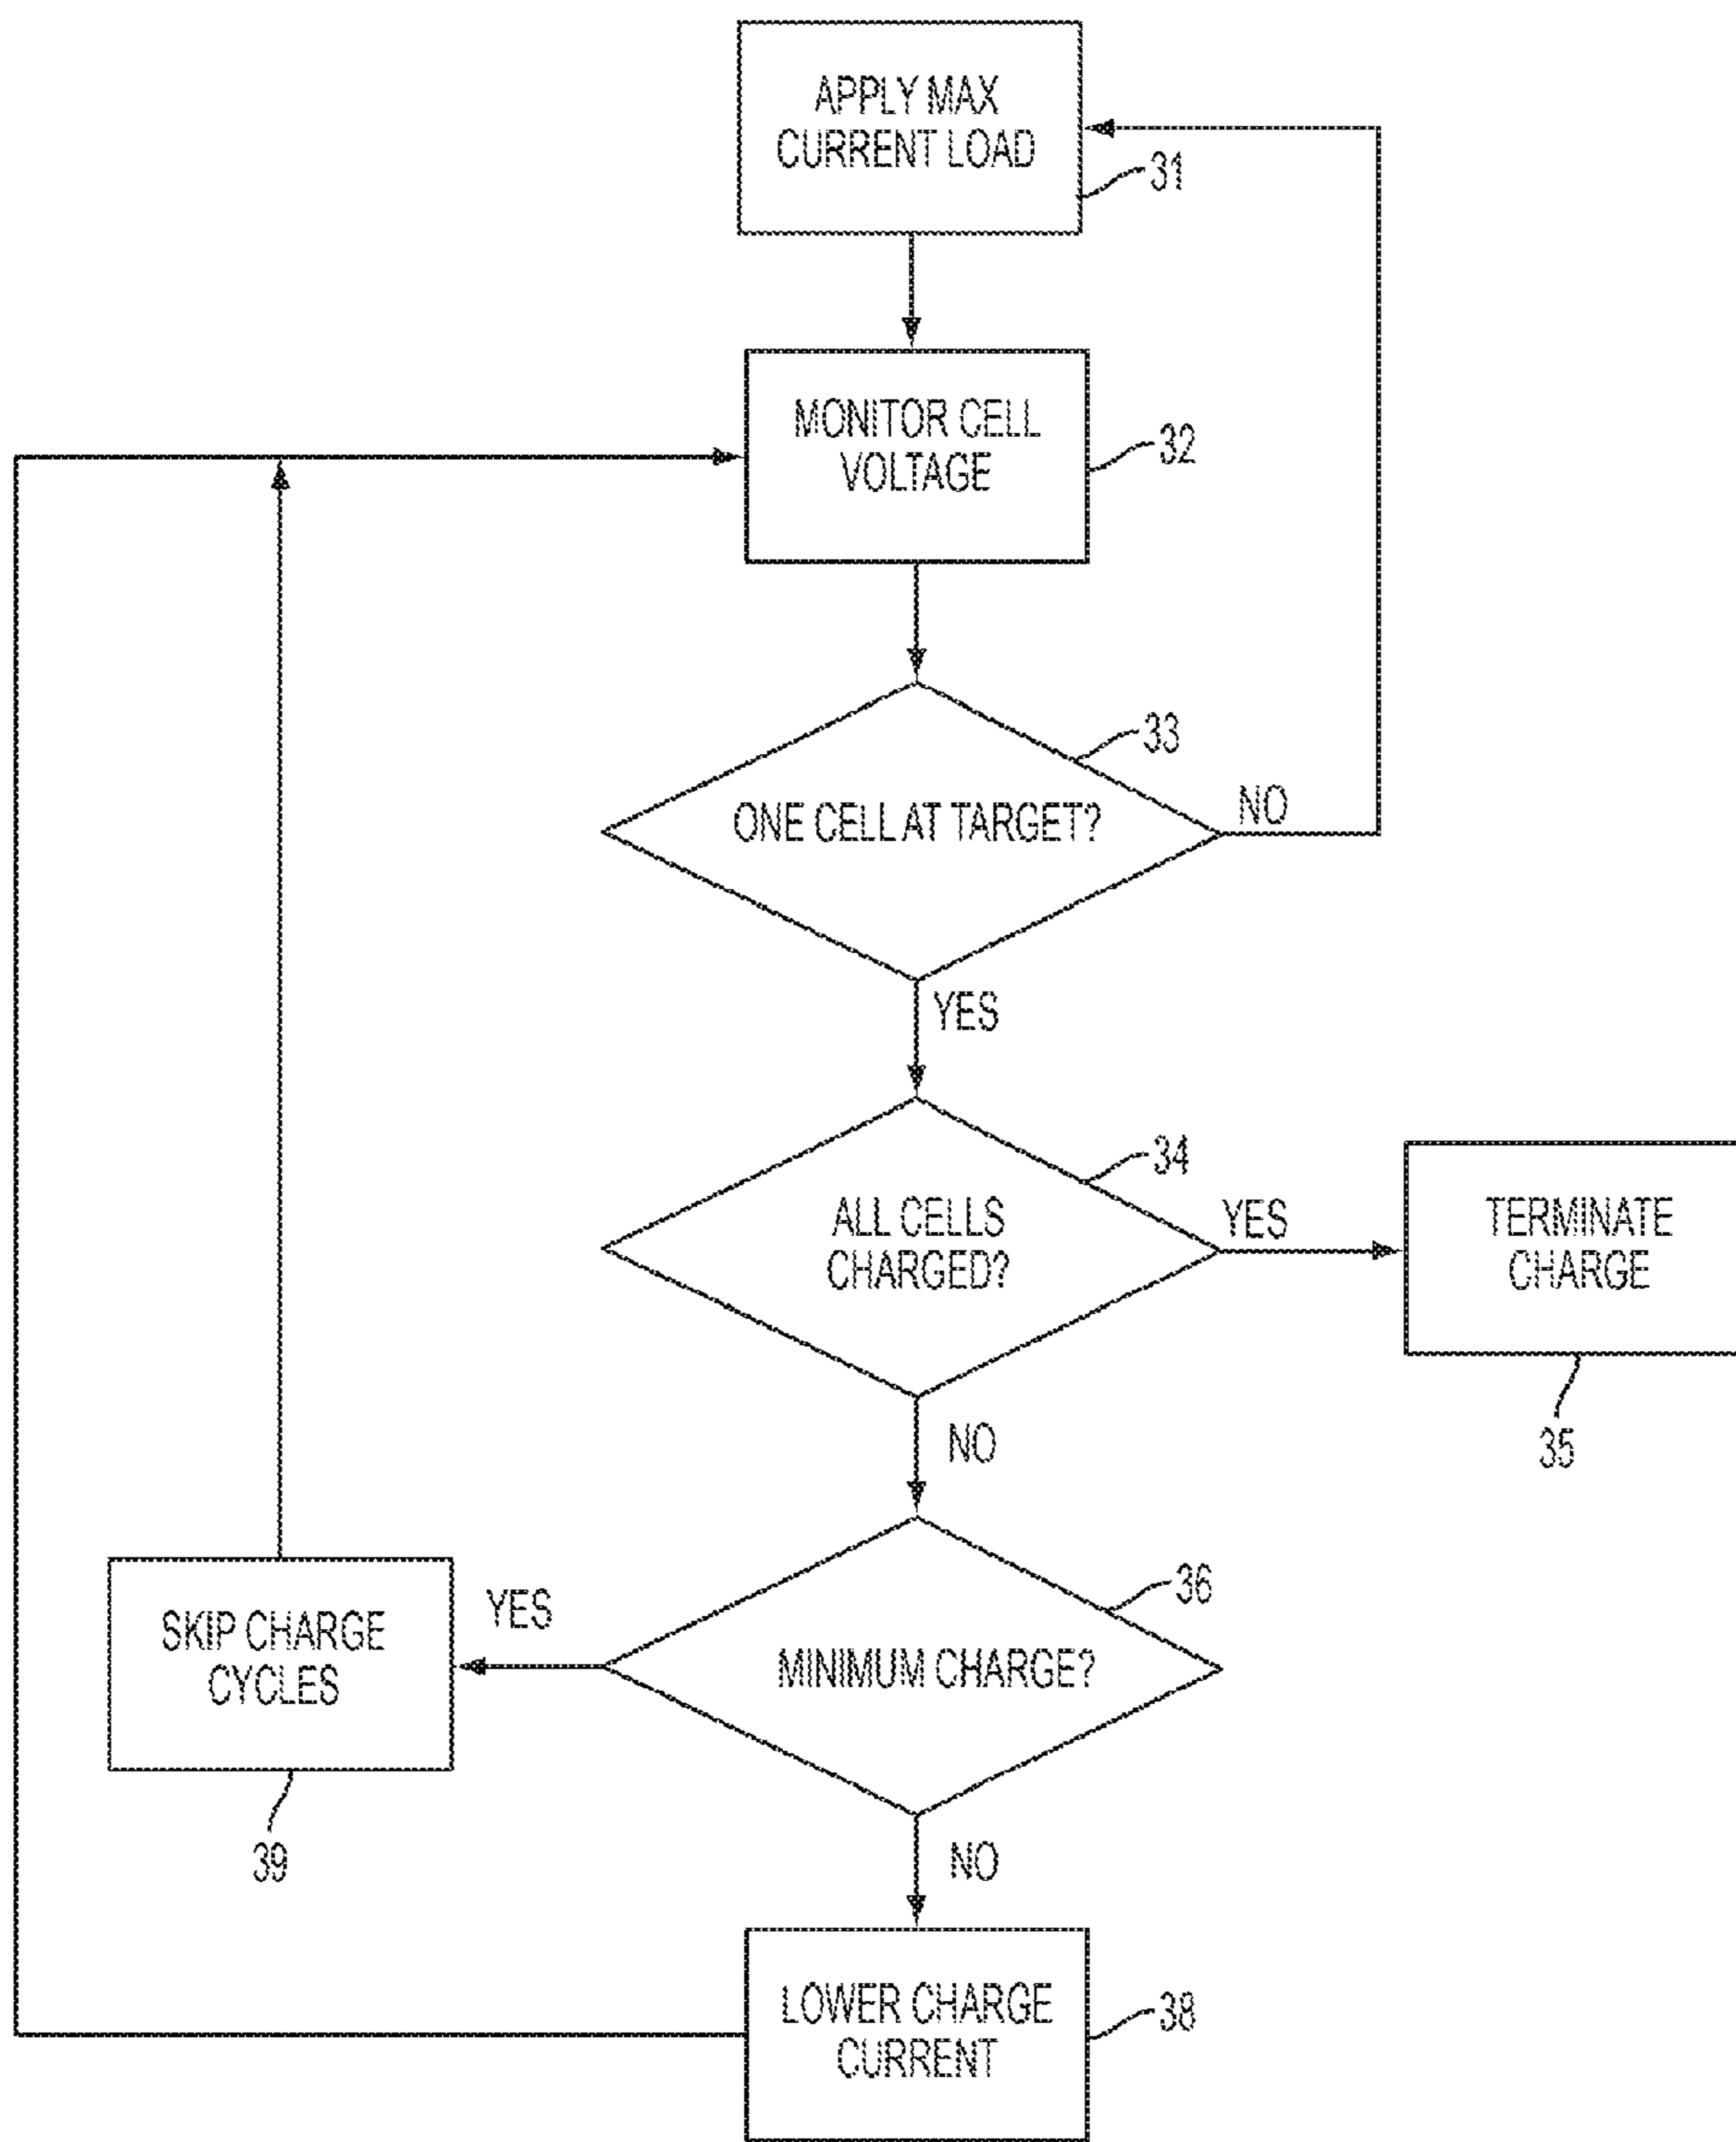 APPLY MAX
CURRENT LOAD
31
MONITOR CELL
VOLTAGE
32
33
ONE CELL AT TARGET?
NO
YES
34
ALL CELLS
CHARGED?
YES
TERMINATE
CHARGE
35
NO
36
SKIP CHARGE
CYCLES
YES
MINIMUM CHARGE?
39
NO
LOWER CHARGE
CURRENT
38